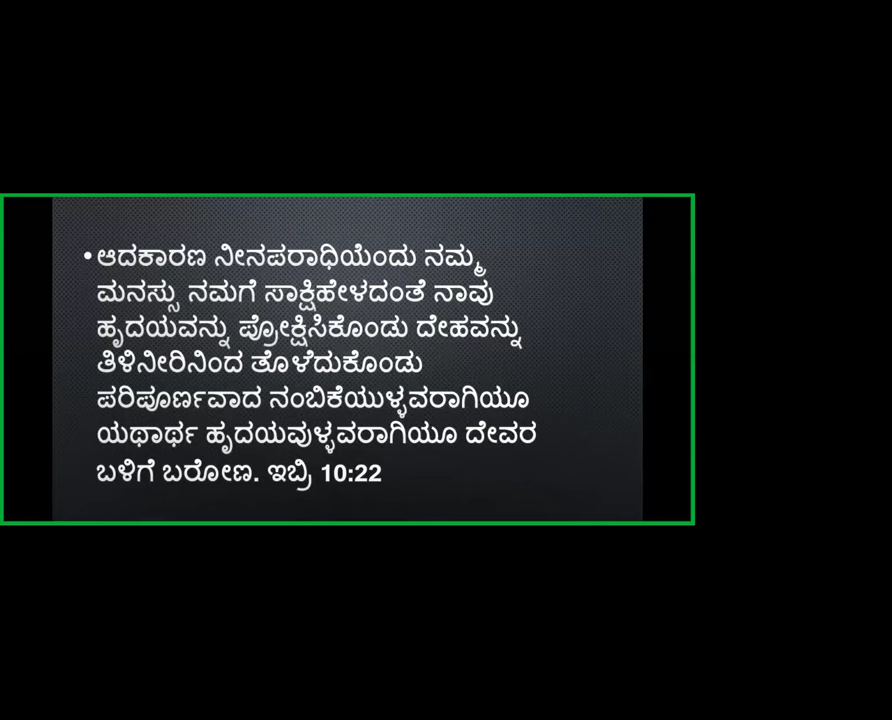 •ಆದಕಾರಣ ನೀನಪರಾಧಿಯೆಂದು ನಮ್ಮ
ಮನಸ್ಸು ನಮಗೆ ಸಾಕ್ಷಿಹೇಳದಂತೆ ನಾವು
ಹೃದಯವನ್ನು ಪ್ರೋಕ್ಷಿಸಿಕೊಂಡು ದೇಹವನ್ನು
ತಿಳಿನೀರಿನಿಂದ ತೊಳೆದುಕೊಂಡು
ಪರಿಪೂರ್ಣವಾದ ನಂಬಿಕೆಯುಳ್ಳವರಾಗಿಯೂ
ಯಥಾರ್ಥ ಹೃದಯವುಳ್ಳವರಾಗಿಯೂ ದೇವರ
ಬಳಿಗೆ ಬರೋಣ. ಇಬ್ರಿ 10:22